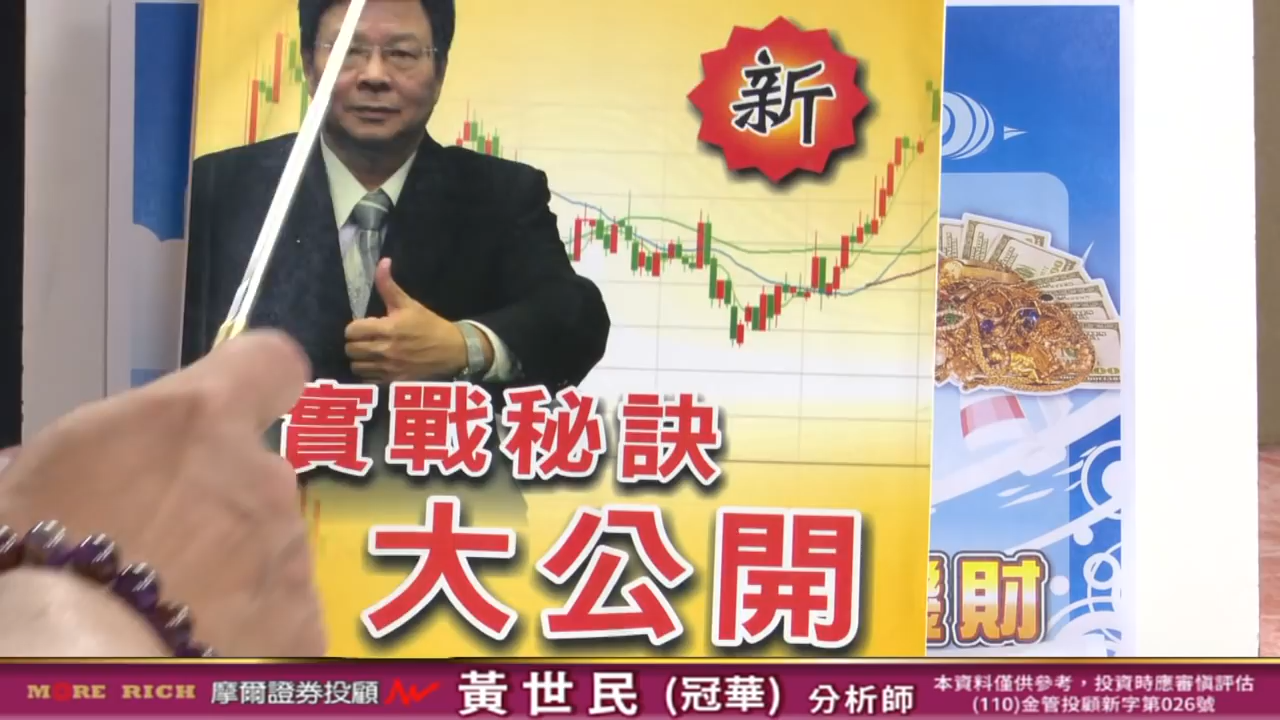 新
實戰秘訣
大公開
財
MORE RICH 摩爾證券投顧 黃世民(冠華) 分析師
本資料僅供參考,投資時應審慎評估
(110)金管投顧新字第026號